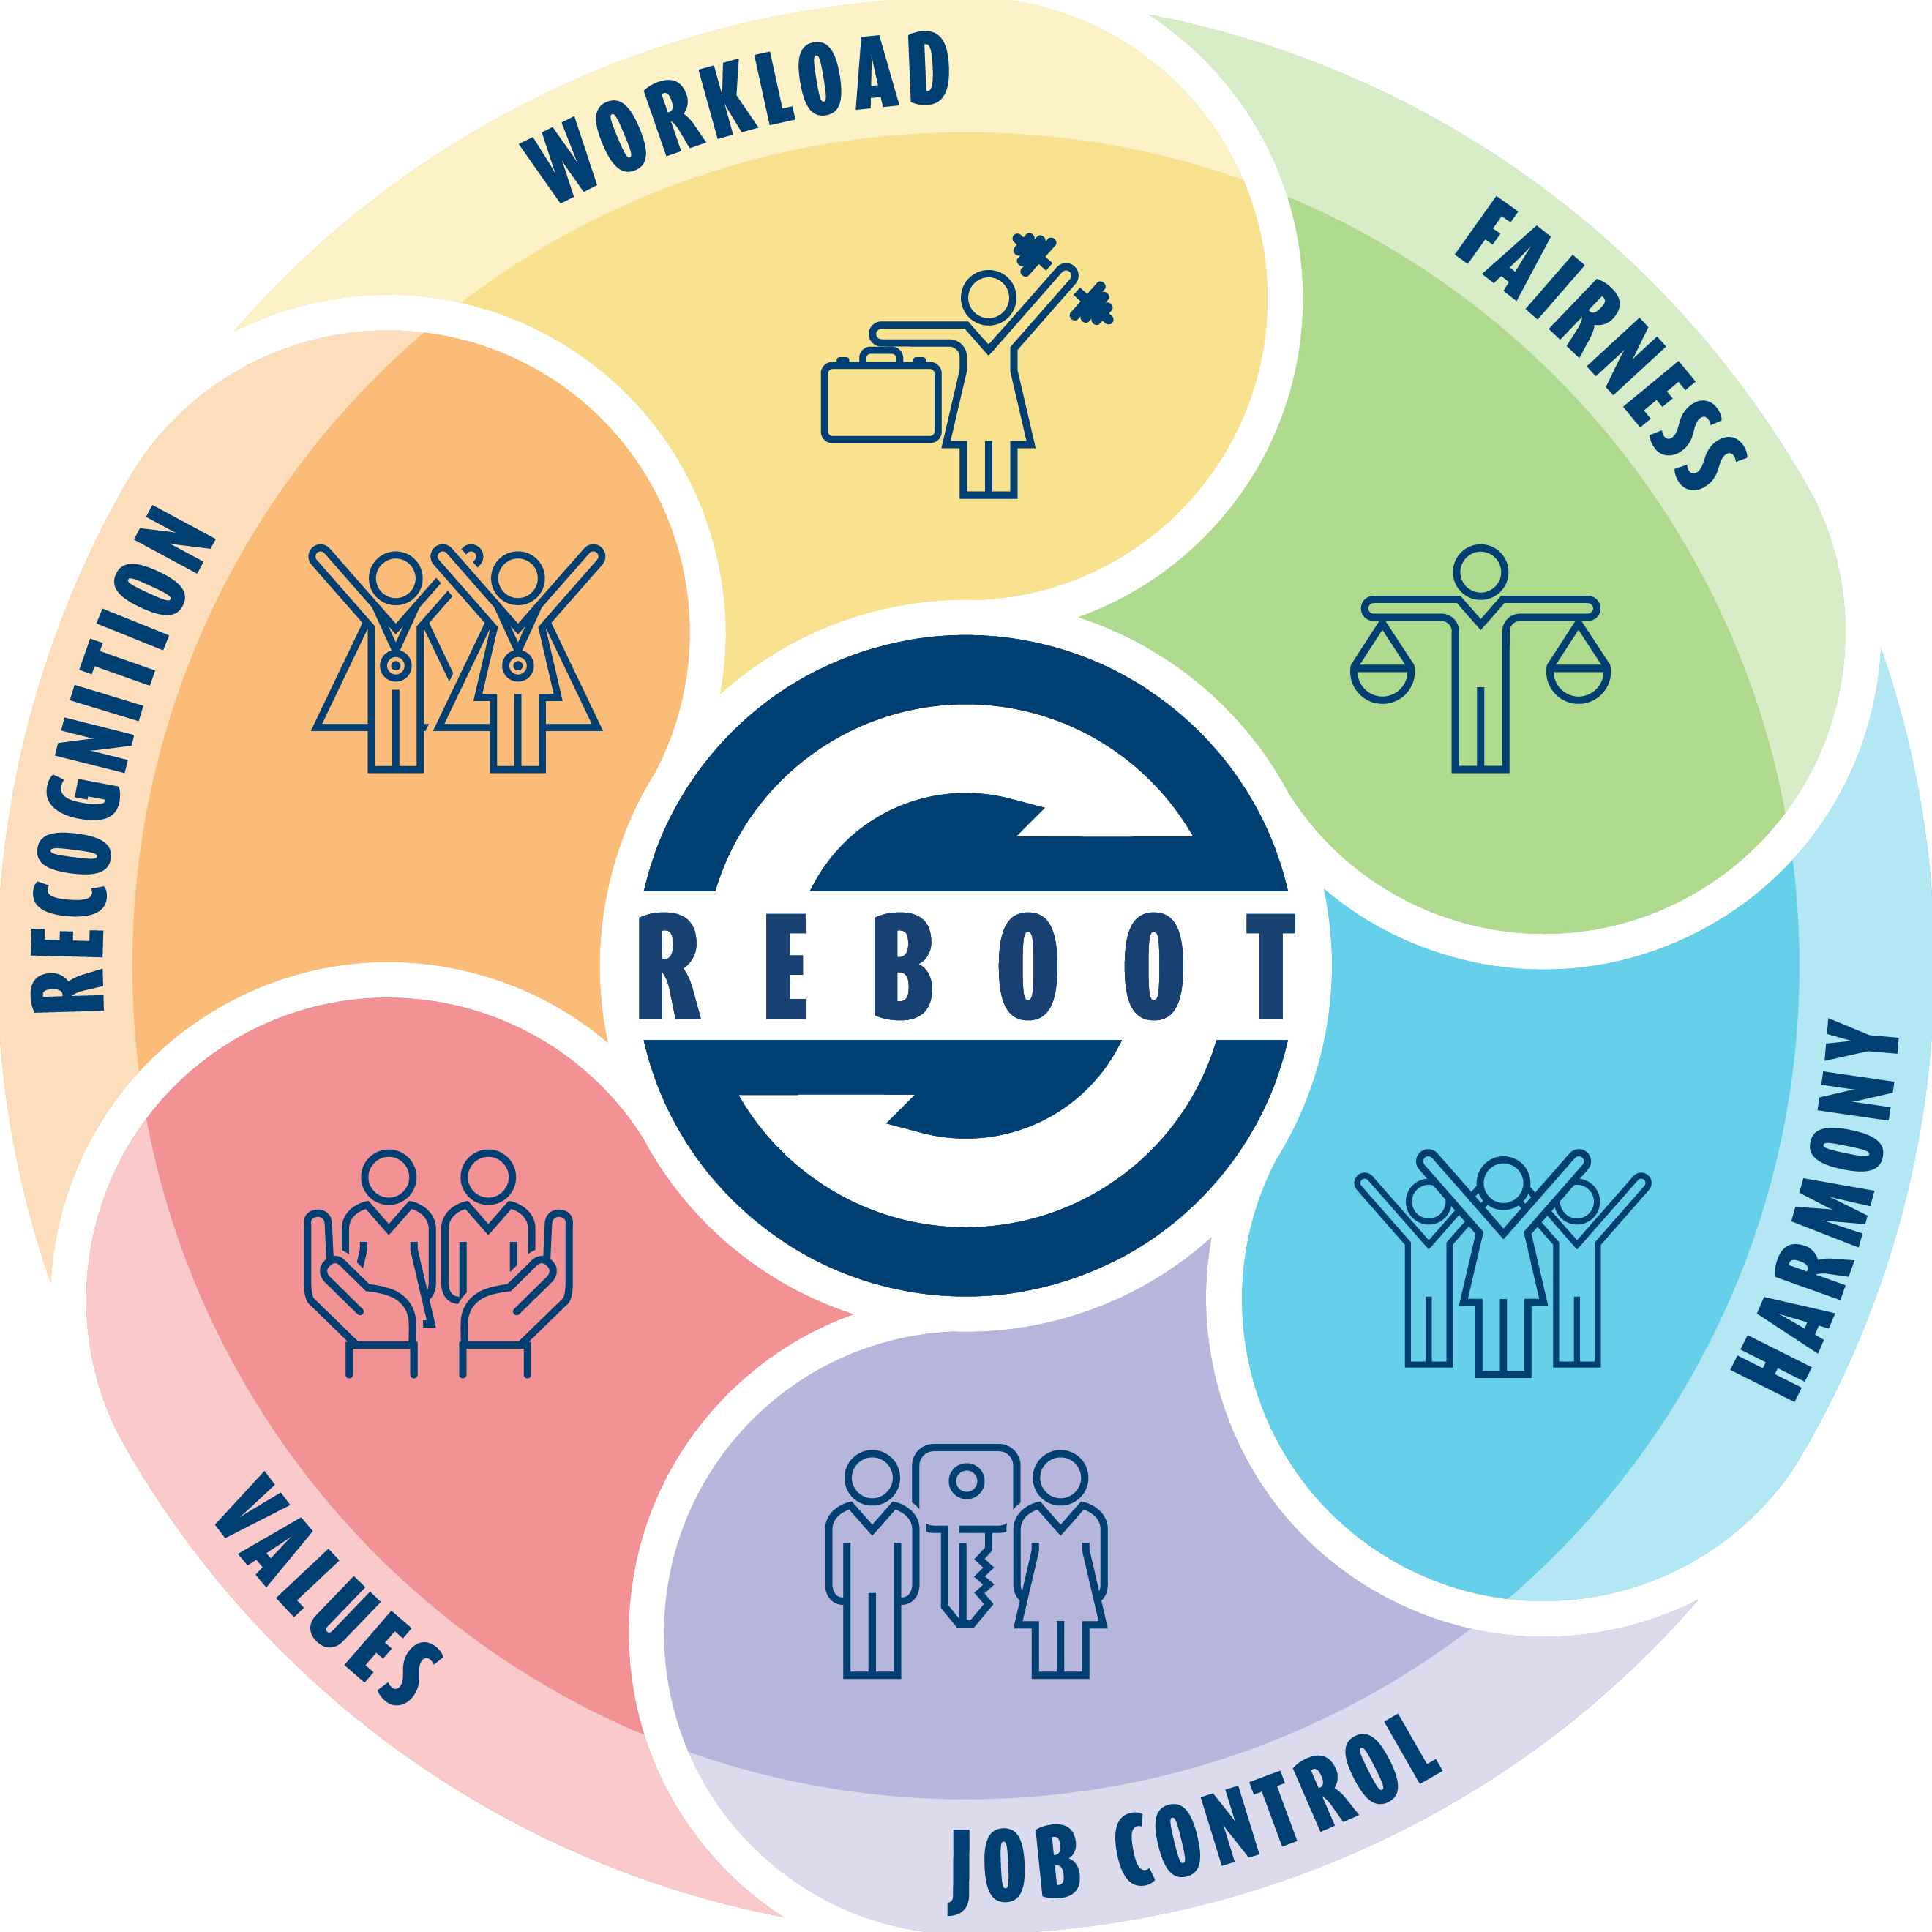 WORKLOAD
FAIRNESS
HARMONY
JOB CONTROL
VALUES
RECOGNITION
REBOOT